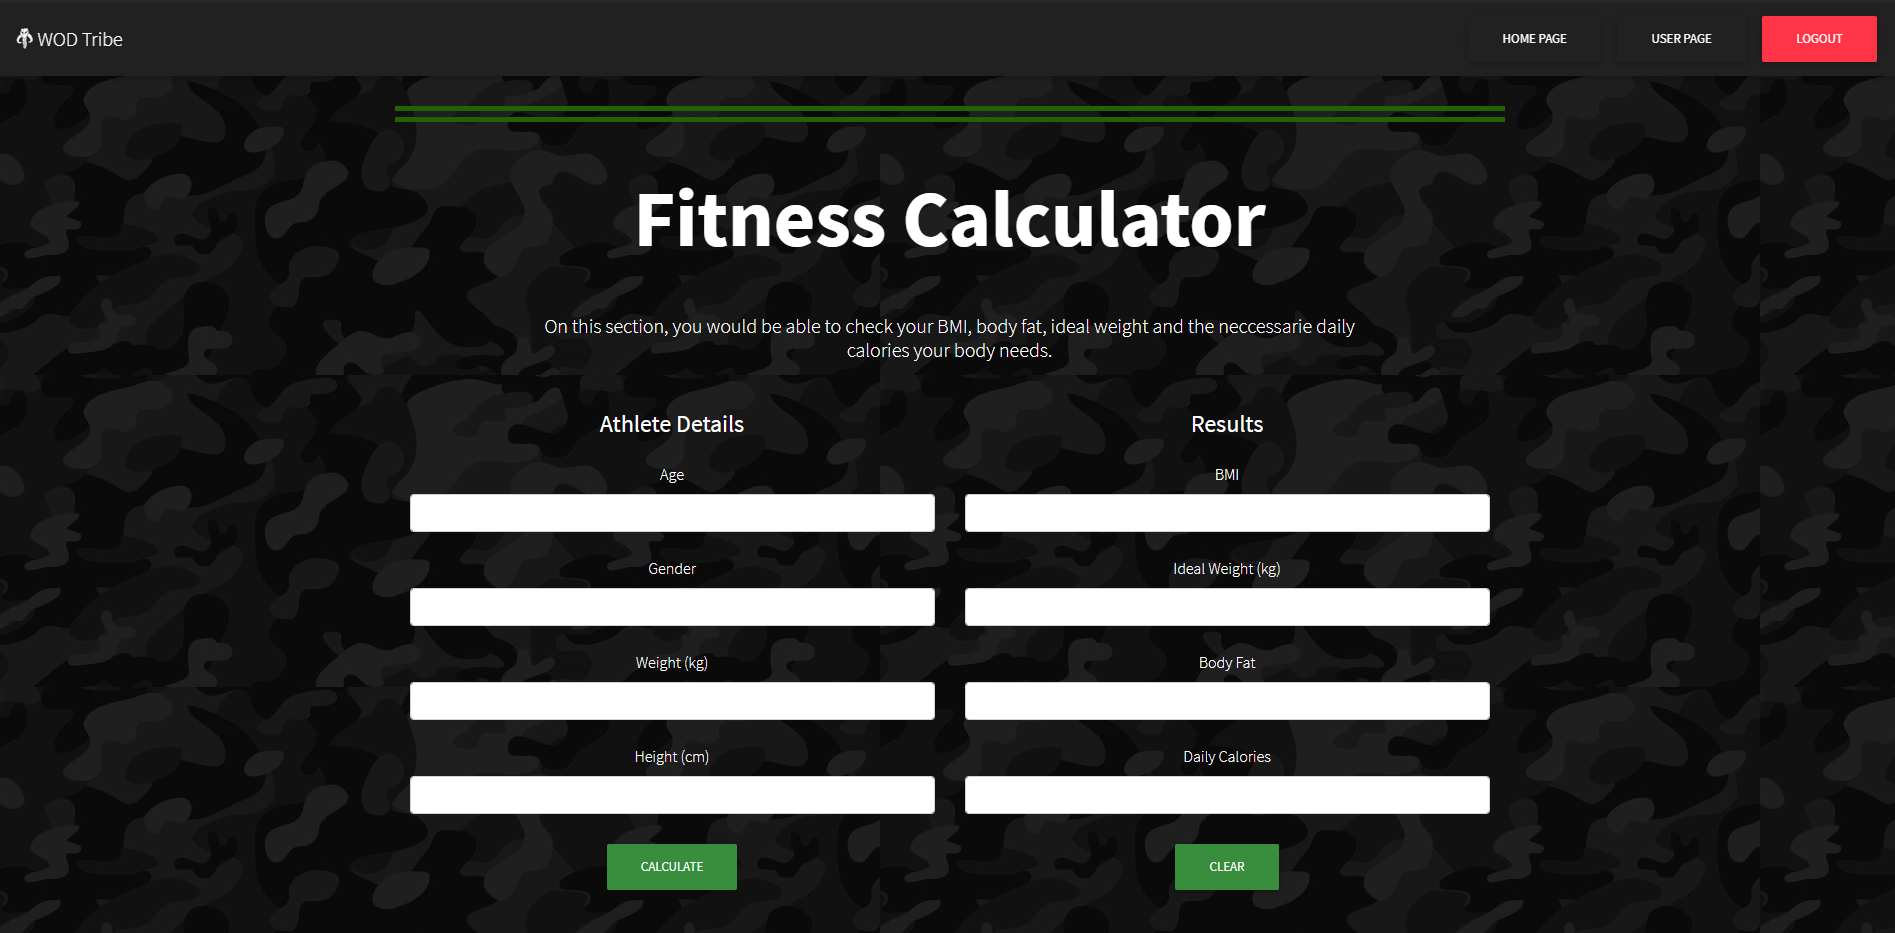 WOD Tribe
HOME PAGE
USER PAGE
LOGOUT
Fitness Calculator
On this section, you would be able to check your BMI, body fat, ideal weight and the neccessarie daily
calories your body needs.
Athlete Details
Age
Gender
Weight (kg)
Height (cm)
CALCULATE
Results
BMI
Ideal Weight (kg)
Body Fat
Daily Calories
CLEAR